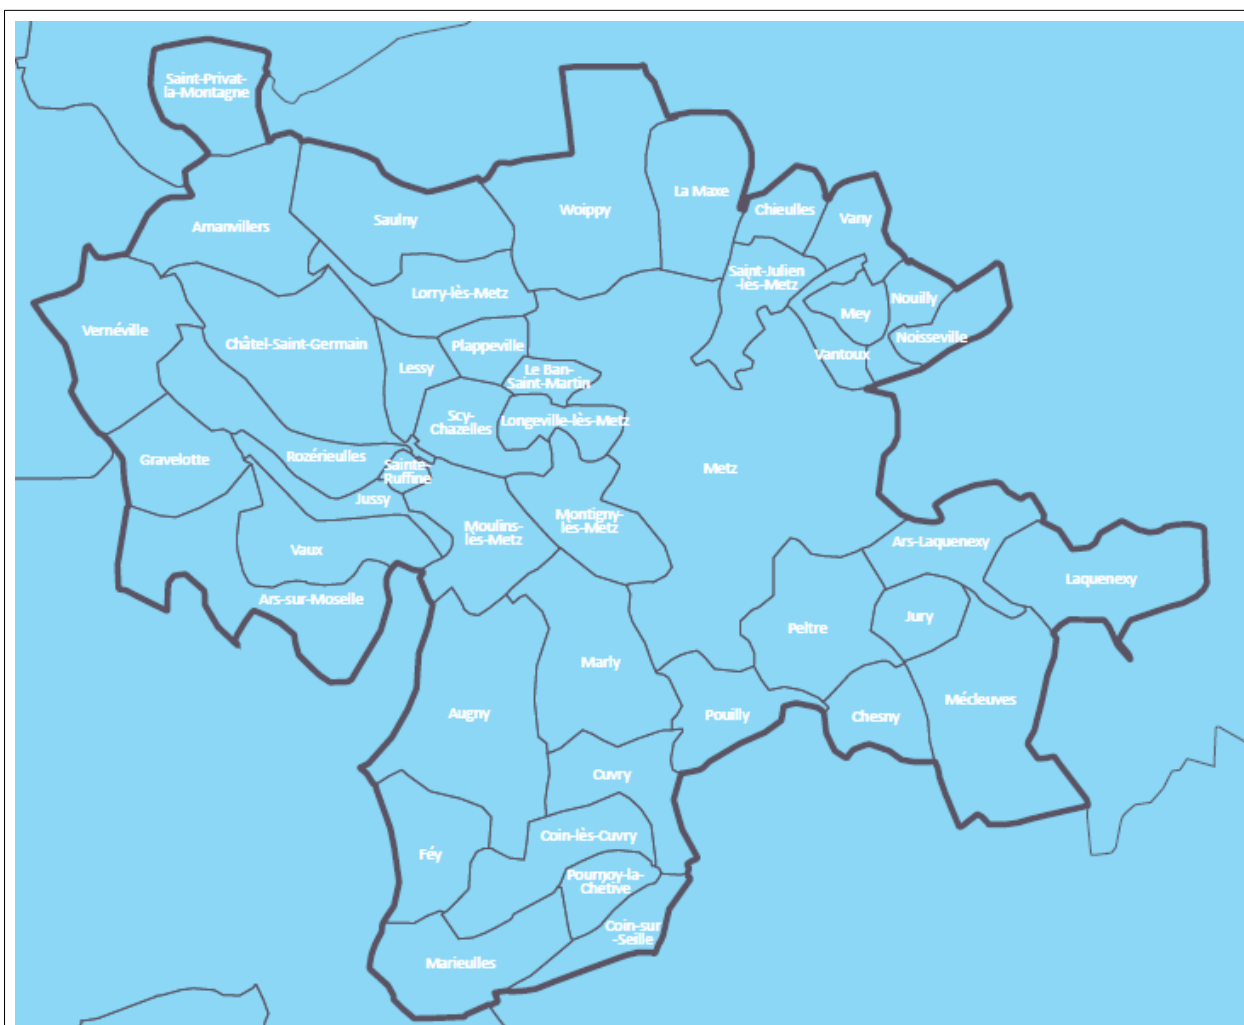 Saint-Privat-
la-Montagne
La Maxe
Woippy
Chieulles
Saulny
Vany
Amanvillers
Saint-Julien
-lès-Metz
Lorry-lès-Metz
Nouilly
Mey
Vernéville
Noisseville
Châtel-Saint-Germain
Plappeville
Vantoux
Lessy
Le Ban-
Saint-Martin
Scy-
Chazelles
Longeville-lès-Metz
Rozérieulles
Gravelotte
Sainte-
Ruffine
Metz
Jussy
Montigny
-lès-Metz
Moulins-
lès-Metz
Ars-Laquenexy
Vaux
Laquenexy
Ars-sur-Moselle
Jury
Peltre
Marly
Mécleuves
Augny
Pouilly
Chesny
Cuvry
Coin-lès-Cuvry
Féy
Pournoy-la-
Chétive
Coin-sur
-Seille
Marieulles